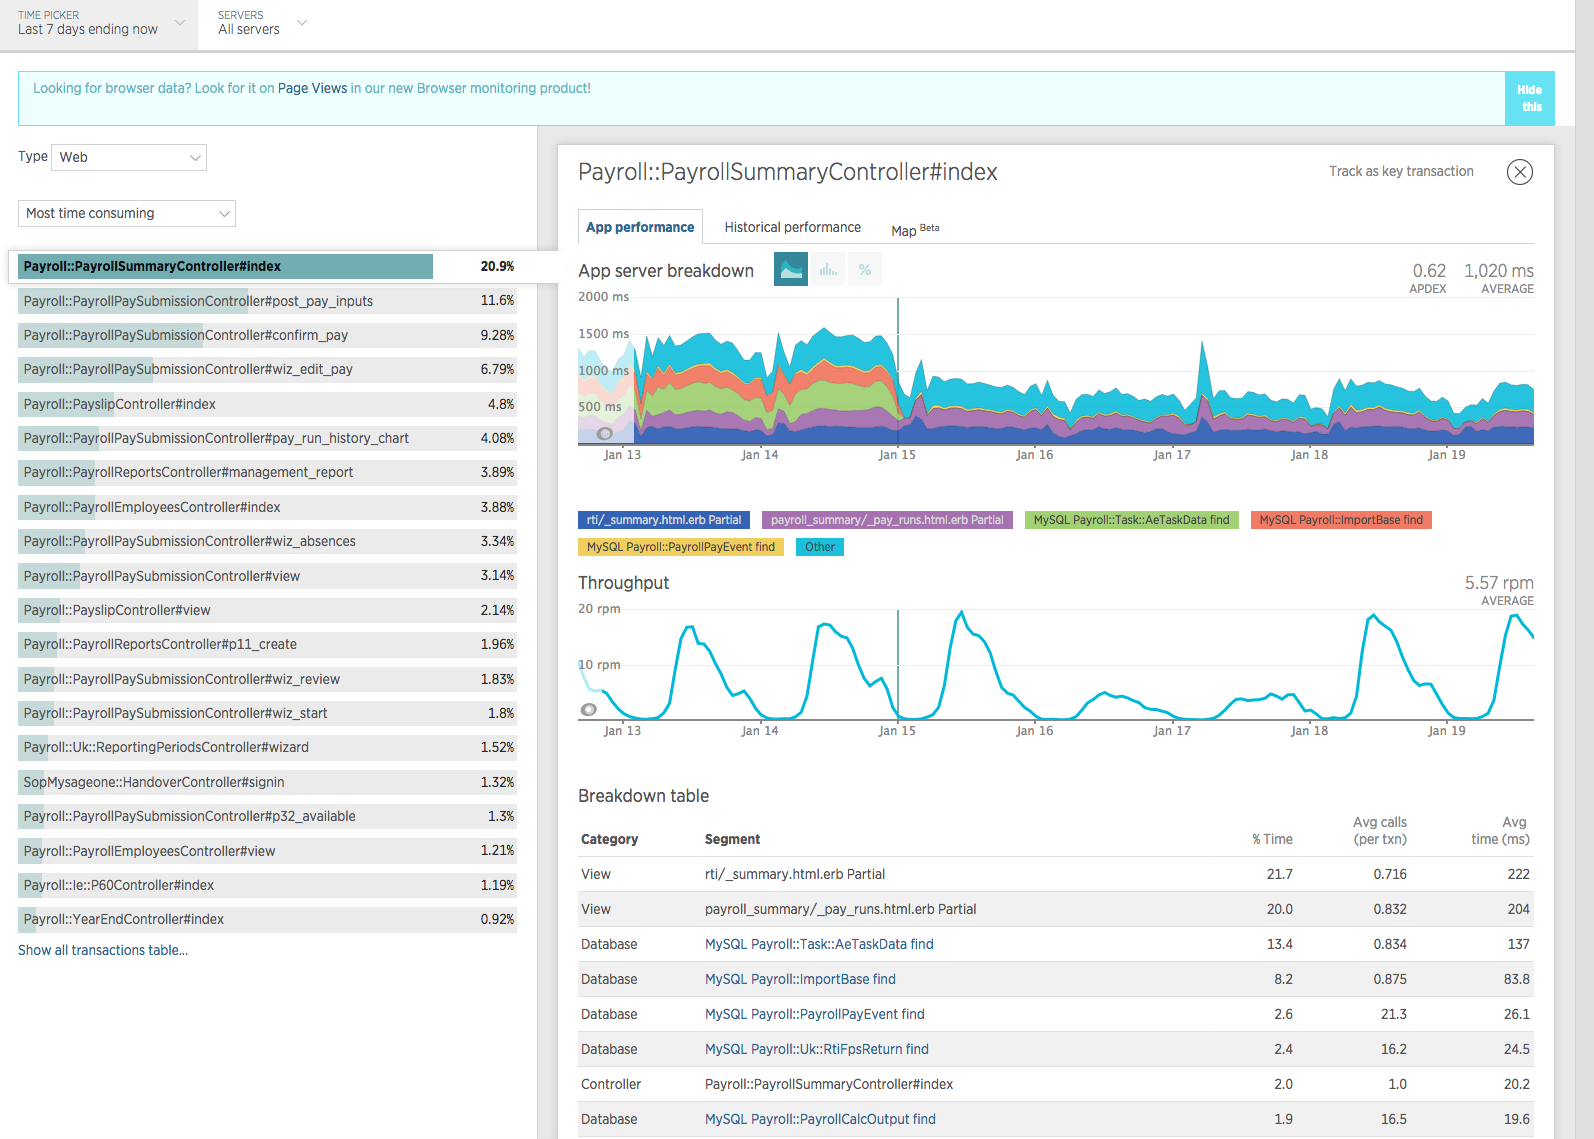 TIME PICKER
Last 7 days ending now
SERVERS
All servers
Looking for browser data? Look for it on Page Views in our new Browser monitoring product!
Hide
this
Type Web
Most time consuming
Payroll::PayrollSummaryController#index 20.9%
Payroll::PayrollPaySubmissionController#post_pay_inputs 11.6%
Payroll::PayrollPaySubmissionController#confirm_pay 9.28%
Payroll::PayrollPaySubmissionController#wiz_edit_pay 6.79%
Payroll::PayslipController#index 4.8%
Payroll::PayrollPaySubmissionController#pay_run_history_chart 4.08%
Payroll::PayrollReportsController#management_report 3.89%
Payroll::PayrollEmployeesController#index 3.88%
Payroll::PayrollPaySubmissionController#wiz_absences 3.34%
Payroll::PayrollPaySubmissionController#view 3.14%
Payroll::PayslipController#view 2.14%
Payroll::PayrollReportsController#p11_create 1.96%
Payroll::PayrollPaySubmissionController#wiz_review 1.83%
Payroll::PayrollPaySubmissionController#wiz_start 1.8%
Payroll::Uk::ReportingPeriodsController#wizard 1.52%
SopMysageone::HandoverController#signin 1.32%
Payroll::PayrollPaySubmissionController#p32_available 1.3%
Payroll::PayrollEmployeesController#view 1.21%
Payroll::Ie::P60Controller#index 1.19%
Payroll::YearEndController#index 0.92%
Show all transactions table...
Payroll::PayrollSummaryController#index
Track as key transaction
App performance Historical performance Map Beta
App server breakdown
%
0.62 1,020 ms
APDEX AVERAGE
2000 ms
1500 ms
1000 ms
500 ms
Jan 13 Jan 14 Jan 15 Jan 16 Jan 17 Jan 18 Jan 19
rti/_summary.html.erb Partial payroll_summary/_pay_runs.html.erb Partial MySQL Payroll::Task::AeTaskData find MySQL Payroll::ImportBase find
MySQL Payroll::PayrollPayEvent find Other
Throughput
5.57 rpm
AVERAGE
20 rpm
10 rpm
Jan 13 Jan 14 Jan 15 Jan 16 Jan 17 Jan 18 Jan 19
Breakdown table
Category Segment % Time Avg calls (per txn) Avg time (ms)
View rti/_summary.html.erb Partial 21.7 0.716 222
View payroll_summary/_pay_runs.html.erb Partial 20.0 0.832 204
Database MySQL Payroll::Task::AeTaskData find 13.4 0.834 137
Database MySQL Payroll::ImportBase find 8.2 0.875 83.8
Database MySQL Payroll::PayrollPayEvent find 2.6 21.3 26.1
Database MySQL Payroll::Uk::RtiFpsReturn find 2.4 16.2 24.5
Controller Payroll::PayrollSummaryController#index 2.0 1.0 20.2
Database MySQL Payroll::PayrollCalcOutput find 1.9 16.5 19.6